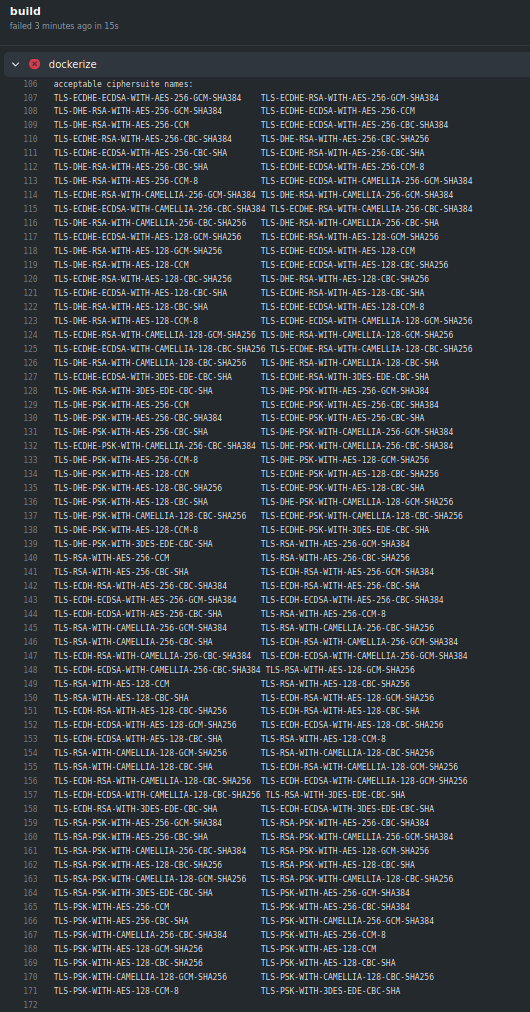 build
failed 3 minutes ago in 15s
dockerize
106 acceptable ciphersuite names:
107 TLS-ECDHE-ECDSA-WITH-AES-256-GCM-SHA384 TLS-ECDHE-RSA-WITH-AES-256-GCM-SHA384
108 TLS-DHE-RSA-WITH-AES-256-GCM-SHA384 TLS-ECDHE-ECDSA-WITH-AES-256-CCM
109 TLS-DHE-RSA-WITH-AES-256-CCM TLS-ECDHE-ECDSA-WITH-AES-256-CBC-SHA384
110 TLS-ECDHE-RSA-WITH-AES-256-CBC-SHA384 TLS-DHE-RSA-WITH-AES-256-CBC-SHA256
111 TLS-ECDHE-ECDSA-WITH-AES-256-CBC-SHA TLS-ECDHE-RSA-WITH-AES-256-CBC-SHA
112 TLS-DHE-RSA-WITH-AES-256-CBC-SHA TLS-ECDHE-ECDSA-WITH-AES-256-CCM-8
113 TLS-DHE-RSA-WITH-AES-256-CCM-8 TLS-ECDHE-ECDSA-WITH-CAMELLIA-256-GCM-SHA384
114 TLS-ECDHE-RSA-WITH-CAMELLIA-256-GCM-SHA384 TLS-DHE-RSA-WITH-CAMELLIA-256-GCM-SHA384
115 TLS-ECDHE-ECDSA-WITH-CAMELLIA-256-CBC-SHA384 TLS-ECDHE-RSA-WITH-CAMELLIA-256-CBC-SHA384
116 TLS-DHE-RSA-WITH-CAMELLIA-256-CBC-SHA256 TLS-DHE-RSA-WITH-CAMELLIA-256-CBC-SHA
117 TLS-ECDHE-ECDSA-WITH-AES-128-GCM-SHA256 TLS-ECDHE-RSA-WITH-AES-128-GCM-SHA256
118 TLS-DHE-RSA-WITH-AES-128-GCM-SHA256 TLS-ECDHE-ECDSA-WITH-AES-128-CCM
119 TLS-DHE-RSA-WITH-AES-128-CCM TLS-ECDHE-ECDSA-WITH-AES-128-CBC-SHA256
120 TLS-ECDHE-RSA-WITH-AES-128-CBC-SHA256 TLS-DHE-RSA-WITH-AES-128-CBC-SHA256
121 TLS-ECDHE-ECDSA-WITH-AES-128-CBC-SHA TLS-ECDHE-RSA-WITH-AES-128-CBC-SHA
122 TLS-DHE-RSA-WITH-AES-128-CBC-SHA TLS-ECDHE-ECDSA-WITH-AES-128-CCM-8
123 TLS-DHE-RSA-WITH-AES-128-CCM-8 TLS-ECDHE-ECDSA-WITH-CAMELLIA-128-GCM-SHA256
124 TLS-ECDHE-RSA-WITH-CAMELLIA-128-GCM-SHA256 TLS-DHE-RSA-WITH-CAMELLIA-128-GCM-SHA256
125 TLS-ECDHE-ECDSA-WITH-CAMELLIA-128-CBC-SHA256 TLS-ECDHE-RSA-WITH-CAMELLIA-128-CBC-SHA256
126 TLS-DHE-RSA-WITH-CAMELLIA-128-CBC-SHA256 TLS-DHE-RSA-WITH-CAMELLIA-128-CBC-SHA
127 TLS-ECDHE-ECDSA-WITH-3DES-EDE-CBC-SHA TLS-ECDHE-RSA-WITH-3DES-EDE-CBC-SHA
128 TLS-DHE-RSA-WITH-3DES-EDE-CBC-SHA TLS-DHE-PSK-WITH-AES-256-GCM-SHA384
129 TLS-DHE-PSK-WITH-AES-256-CCM TLS-ECDHE-PSK-WITH-AES-256-CBC-SHA384
130 TLS-DHE-PSK-WITH-AES-256-CBC-SHA384 TLS-ECDHE-PSK-WITH-AES-256-CBC-SHA
131 TLS-DHE-PSK-WITH-AES-256-CBC-SHA TLS-DHE-PSK-WITH-CAMELLIA-256-GCM-SHA384
132 TLS-ECDHE-PSK-WITH-CAMELLIA-256-CBC-SHA384 TLS-DHE-PSK-WITH-CAMELLIA-256-CBC-SHA384
133 TLS-DHE-PSK-WITH-AES-256-CCM-8 TLS-DHE-PSK-WITH-AES-128-GCM-SHA256
134 TLS-DHE-PSK-WITH-AES-128-CCM TLS-ECDHE-PSK-WITH-AES-128-CBC-SHA256
135 TLS-DHE-PSK-WITH-AES-128-CBC-SHA256 TLS-ECDHE-PSK-WITH-AES-128-CBC-SHA
136 TLS-DHE-PSK-WITH-AES-128-CBC-SHA TLS-DHE-PSK-WITH-CAMELLIA-128-GCM-SHA256
137 TLS-DHE-PSK-WITH-CAMELLIA-128-CBC-SHA256 TLS-ECDHE-PSK-WITH-CAMELLIA-128-CBC-SHA256
138 TLS-DHE-PSK-WITH-AES-128-CCM-8 TLS-ECDHE-PSK-WITH-3DES-EDE-CBC-SHA
139 TLS-DHE-PSK-WITH-3DES-EDE-CBC-SHA TLS-RSA-WITH-AES-256-GCM-SHA384
140 TLS-RSA-WITH-AES-256-CCM TLS-RSA-WITH-AES-256-CBC-SHA256
141 TLS-RSA-WITH-AES-256-CBC-SHA TLS-ECDH-RSA-WITH-AES-256-GCM-SHA384
142 TLS-ECDH-RSA-WITH-AES-256-CBC-SHA384 TLS-ECDH-RSA-WITH-AES-256-CBC-SHA
143 TLS-ECDH-ECDSA-WITH-AES-256-GCM-SHA384 TLS-ECDH-ECDSA-WITH-AES-256-CBC-SHA384
144 TLS-ECDH-ECDSA-WITH-AES-256-CBC-SHA TLS-RSA-WITH-AES-256-CCM-8
145 TLS-RSA-WITH-CAMELLIA-256-GCM-SHA384 TLS-RSA-WITH-CAMELLIA-256-CBC-SHA256
146 TLS-RSA-WITH-CAMELLIA-256-CBC-SHA TLS-ECDH-RSA-WITH-CAMELLIA-256-GCM-SHA384
147 TLS-ECDH-RSA-WITH-CAMELLIA-256-CBC-SHA384 TLS-ECDH-ECDSA-WITH-CAMELLIA-256-GCM-SHA384
148 TLS-ECDH-ECDSA-WITH-CAMELLIA-256-CBC-SHA384 TLS-RSA-WITH-AES-128-GCM-SHA256
149 TLS-RSA-WITH-AES-128-CCM TLS-RSA-WITH-AES-128-CBC-SHA256
150 TLS-RSA-WITH-AES-128-CBC-SHA TLS-ECDH-RSA-WITH-AES-128-GCM-SHA256
151 TLS-ECDH-RSA-WITH-AES-128-CBC-SHA256 TLS-ECDH-RSA-WITH-AES-128-CBC-SHA
152 TLS-ECDH-ECDSA-WITH-AES-128-GCM-SHA256 TLS-ECDH-ECDSA-WITH-AES-128-CBC-SHA256
153 TLS-ECDH-ECDSA-WITH-AES-128-CBC-SHA TLS-RSA-WITH-AES-128-CCM-8
154 TLS-RSA-WITH-CAMELLIA-128-GCM-SHA256 TLS-RSA-WITH-CAMELLIA-128-CBC-SHA256
155 TLS-RSA-WITH-CAMELLIA-128-CBC-SHA TLS-ECDH-RSA-WITH-CAMELLIA-128-GCM-SHA256
156 TLS-ECDH-RSA-WITH-CAMELLIA-128-CBC-SHA256 TLS-ECDH-ECDSA-WITH-CAMELLIA-128-GCM-SHA256
157 TLS-ECDH-ECDSA-WITH-CAMELLIA-128-CBC-SHA256 TLS-RSA-WITH-3DES-EDE-CBC-SHA
158 TLS-ECDH-RSA-WITH-3DES-EDE-CBC-SHA TLS-ECDH-ECDSA-WITH-3DES-EDE-CBC-SHA
159 TLS-RSA-PSK-WITH-AES-256-GCM-SHA384 TLS-RSA-PSK-WITH-AES-256-CBC-SHA384
160 TLS-RSA-PSK-WITH-AES-256-CBC-SHA TLS-RSA-PSK-WITH-CAMELLIA-256-GCM-SHA384
161 TLS-RSA-PSK-WITH-CAMELLIA-256-CBC-SHA384 TLS-RSA-PSK-WITH-AES-128-GCM-SHA256
162 TLS-RSA-PSK-WITH-AES-128-CBC-SHA256 TLS-RSA-PSK-WITH-AES-128-CBC-SHA
163 TLS-RSA-PSK-WITH-CAMELLIA-128-GCM-SHA256 TLS-RSA-PSK-WITH-CAMELLIA-128-CBC-SHA256
164 TLS-RSA-PSK-WITH-3DES-EDE-CBC-SHA TLS-PSK-WITH-AES-256-GCM-SHA384
165 TLS-PSK-WITH-AES-256-CCM TLS-PSK-WITH-AES-256-CBC-SHA384
166 TLS-PSK-WITH-AES-256-CBC-SHA TLS-PSK-WITH-CAMELLIA-256-GCM-SHA384
167 TLS-PSK-WITH-CAMELLIA-256-CBC-SHA384 TLS-PSK-WITH-AES-256-CCM-8
168 TLS-PSK-WITH-AES-128-GCM-SHA256 TLS-PSK-WITH-AES-128-CCM
169 TLS-PSK-WITH-AES-128-CBC-SHA256 TLS-PSK-WITH-AES-128-CBC-SHA
170 TLS-PSK-WITH-CAMELLIA-128-GCM-SHA256 TLS-PSK-WITH-CAMELLIA-128-CBC-SHA256
171 TLS-PSK-WITH-AES-128-CCM-8 TLS-PSK-WITH-3DES-EDE-CBC-SHA
172